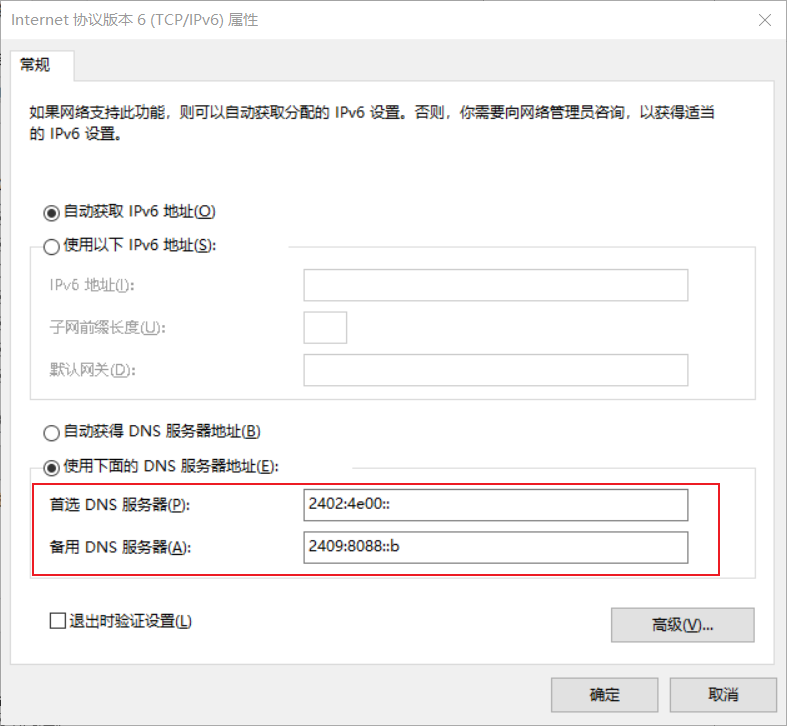 Internet 协议版本 6 (TCP/IPv6) 属性
常规
如果网络支持此功能，则可以自动获取分配的 IPv6 设置。否则，你需要向网络管理员咨询，以获得适当
的 IPv6 设置。
自动获取 IPv6 地址(O)
使用以下 IPv6 地址(S):
IPv6 地址(I):
子网前缀长度(U):
默认网关(D):
自动获得 DNS 服务器地址(B)
使用下面的 DNS 服务器地址(E):
首选 DNS 服务器(P): 2402:4e00::
备用 DNS 服务器(A): 2409:8088::b
退出时验证设置(L)
高级(V)...
确定 取消